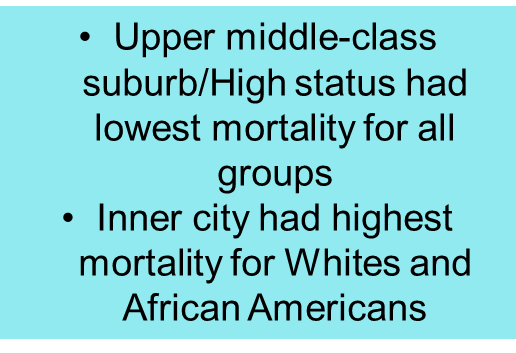 • Upper middle-class
suburb/High status had
lowest mortality for all
groups
• Inner city had highest
mortality for Whites and
African Americans